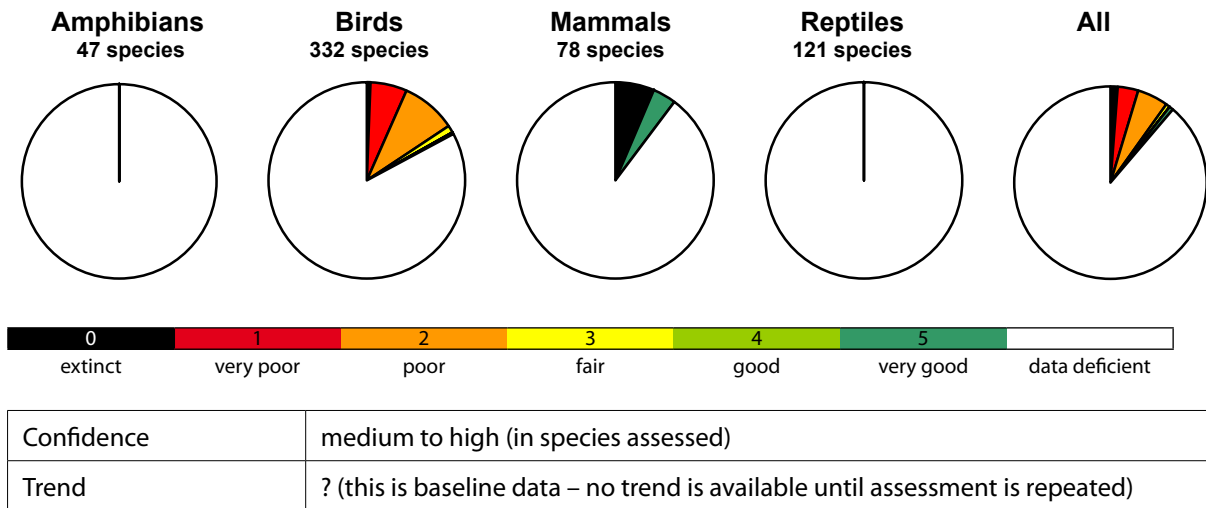 Amphibians
47 species
Birds
332 species
Mammals
78 species
Reptiles
121 species
All
0 1 2 3 4 5
extinct very poor poor fair good very good data deficient
Confidence medium to high (in species assessed)
Trend ? (this is baseline data – no trend is available until assessment is repeated)